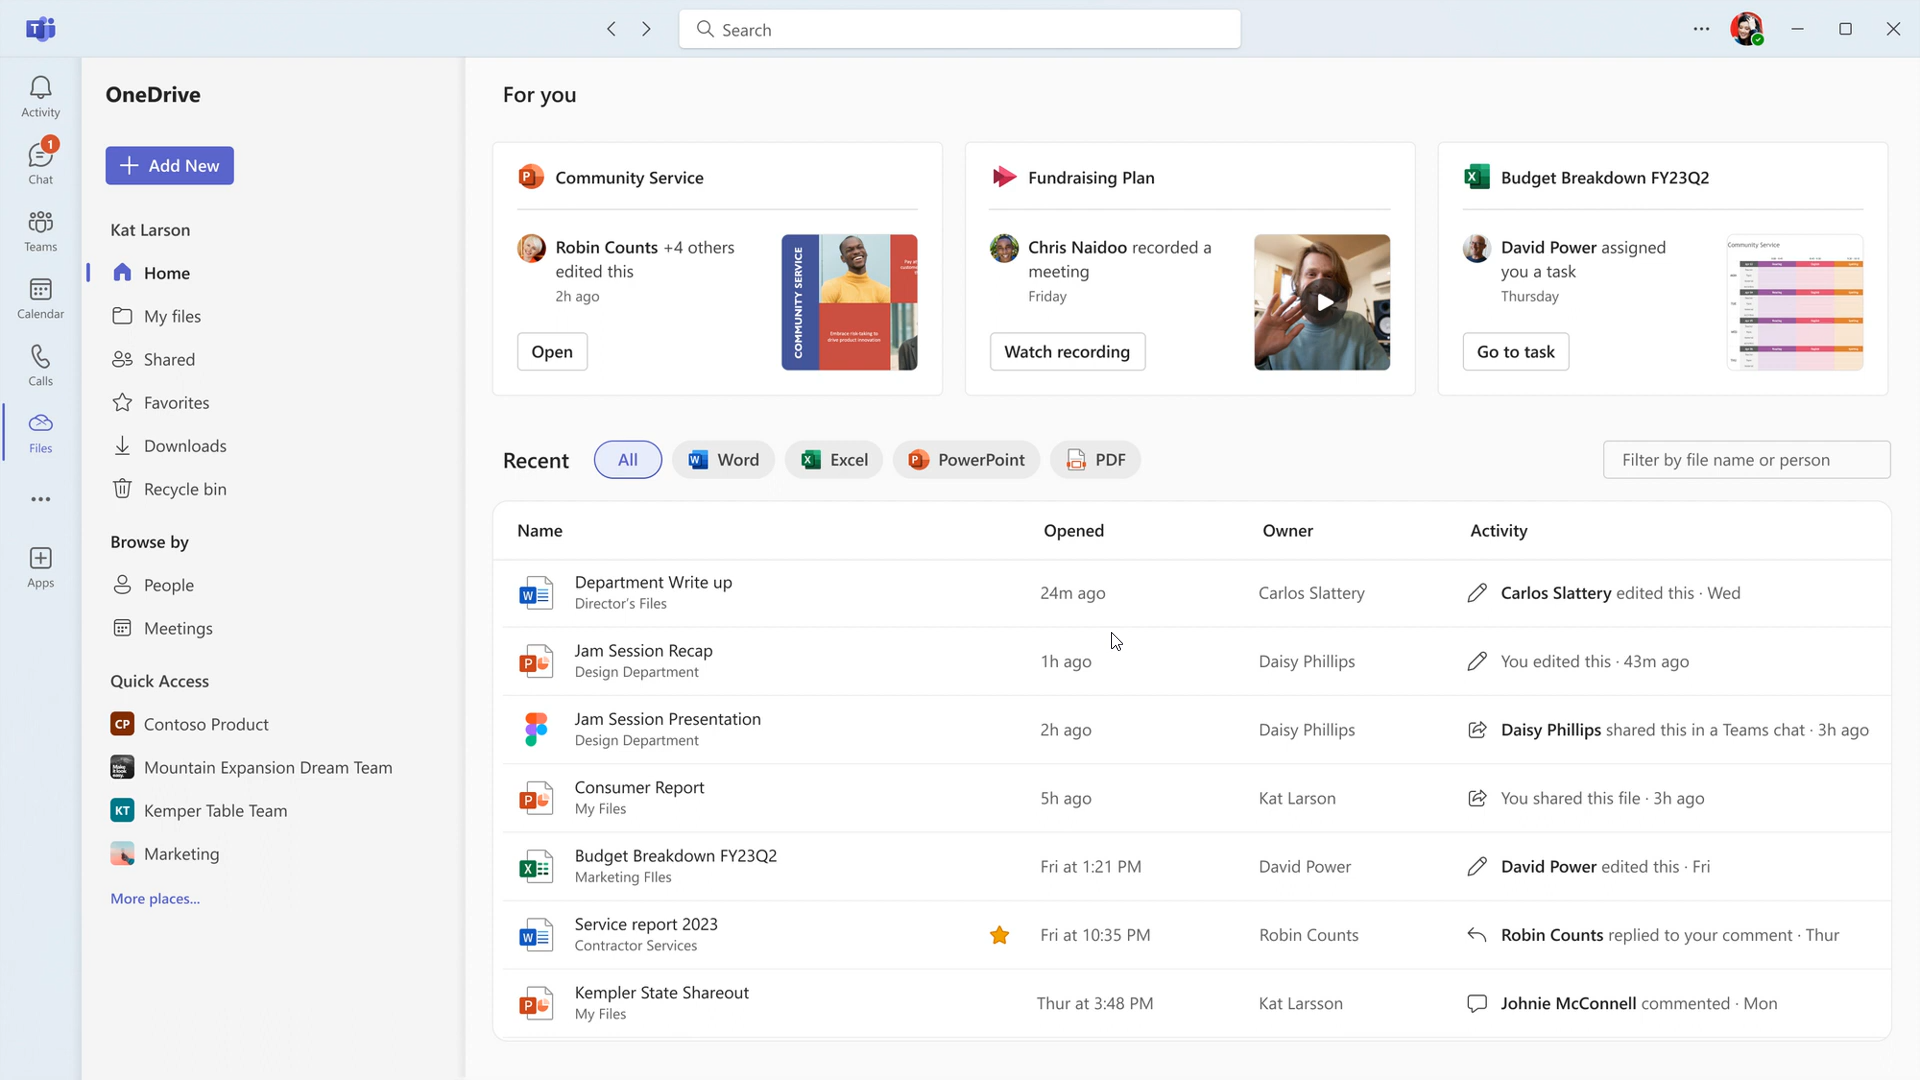 Search
Activity
1
Chat
Teams
Calendar
Calls
Files
Apps
OneDrive
Add New
Kat Larson
Home
My files
Shared
Favorites
Downloads
Recycle bin
Browse by
People
Meetings
Quick Access
CP Contoso Product
Mountain Expansion Dream Team
KT Kemper Table Team
Marketing
More places...
For you
Community Service
Robin Counts +4 others
edited this
2h ago
Open
COMMUNITY SERVICE
Embrace risk-taking to
drive product innovation
Fundraising Plan
Chris Naidoo recorded a
meeting
Friday
Watch recording
Budget Breakdown FY23Q2
David Power assigned
you a task
Thursday
Go to task
Community Service
Recent
All
Word
Excel
PowerPoint
PDF
Filter by file name or person
Name Opened Owner Activity
Department Write up
Director's Files
24m ago
Carlos Slattery
Carlos Slattery edited this · Wed
Jam Session Recap
Design Department
1h ago
Daisy Phillips
You edited this · 43m ago
Jam Session Presentation
Design Department
2h ago
Daisy Phillips
Daisy Phillips shared this in a Teams chat · 3h ago
Consumer Report
My Files
5h ago
Kat Larson
You shared this file · 3h ago
Budget Breakdown FY23Q2
Marketing FIles
Fri at 1:21 PM
David Power
David Power edited this · Fri
Service report 2023
Contractor Services
Fri at 10:35 PM
Robin Counts
Robin Counts replied to your comment · Thur
Kempler State Shareout
My Files
Thur at 3:48 PM
Kat Larsson
Johnie McConnell commented · Mon